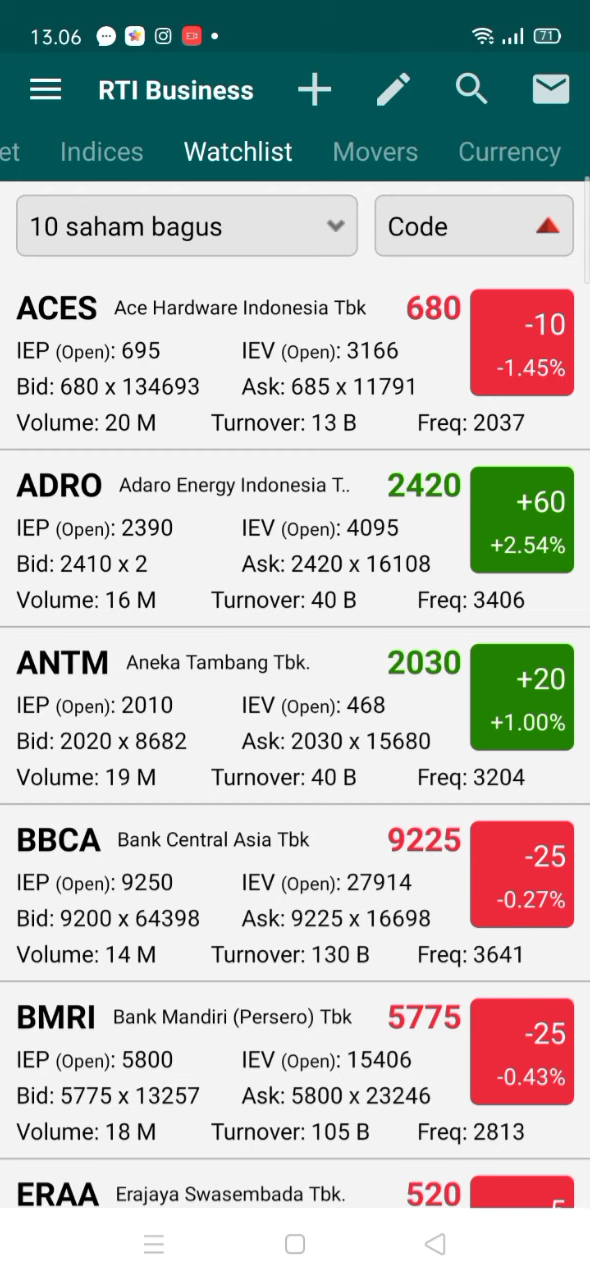 13.06 71
RTI Business
et Indices Watchlist Movers Currency
10 saham bagus Code
ACES Ace Hardware Indonesia Tbk 680 -10
IEP (Open): 695 IEV (Open): 3166 -1.45%
Bid: 680 x 134693 Ask: 685 x 11791
Volume: 20 M Turnover: 13 B Freq: 2037
ADRO Adaro Energy Indonesia T.. 2420 +60
IEP (Open): 2390 IEV (Open): 4095 +2.54%
Bid: 2410 x 2 Ask: 2420 x 16108
Volume: 16 M Turnover: 40 B Freq: 3406
ANTM Aneka Tambang Tbk. 2030 +20
IEP (Open): 2010 IEV (Open): 468 +1.00%
Bid: 2020 x 8682 Ask: 2030 x 15680
Volume: 19 M Turnover: 40 B Freq: 3204
BBCA Bank Central Asia Tbk 9225 -25
IEP (Open): 9250 IEV (Open): 27914 -0.27%
Bid: 9200 x 64398 Ask: 9225 x 16698
Volume: 14 M Turnover: 130 B Freq: 3641
BMRI Bank Mandiri (Persero) Tbk 5775 -25
IEP (Open): 5800 IEV (Open): 15406 -0.43%
Bid: 5775 x 13257 Ask: 5800 x 23246
Volume: 18 M Turnover: 105 B Freq: 2813
ERAA Erajaya Swasembada Tbk. 520